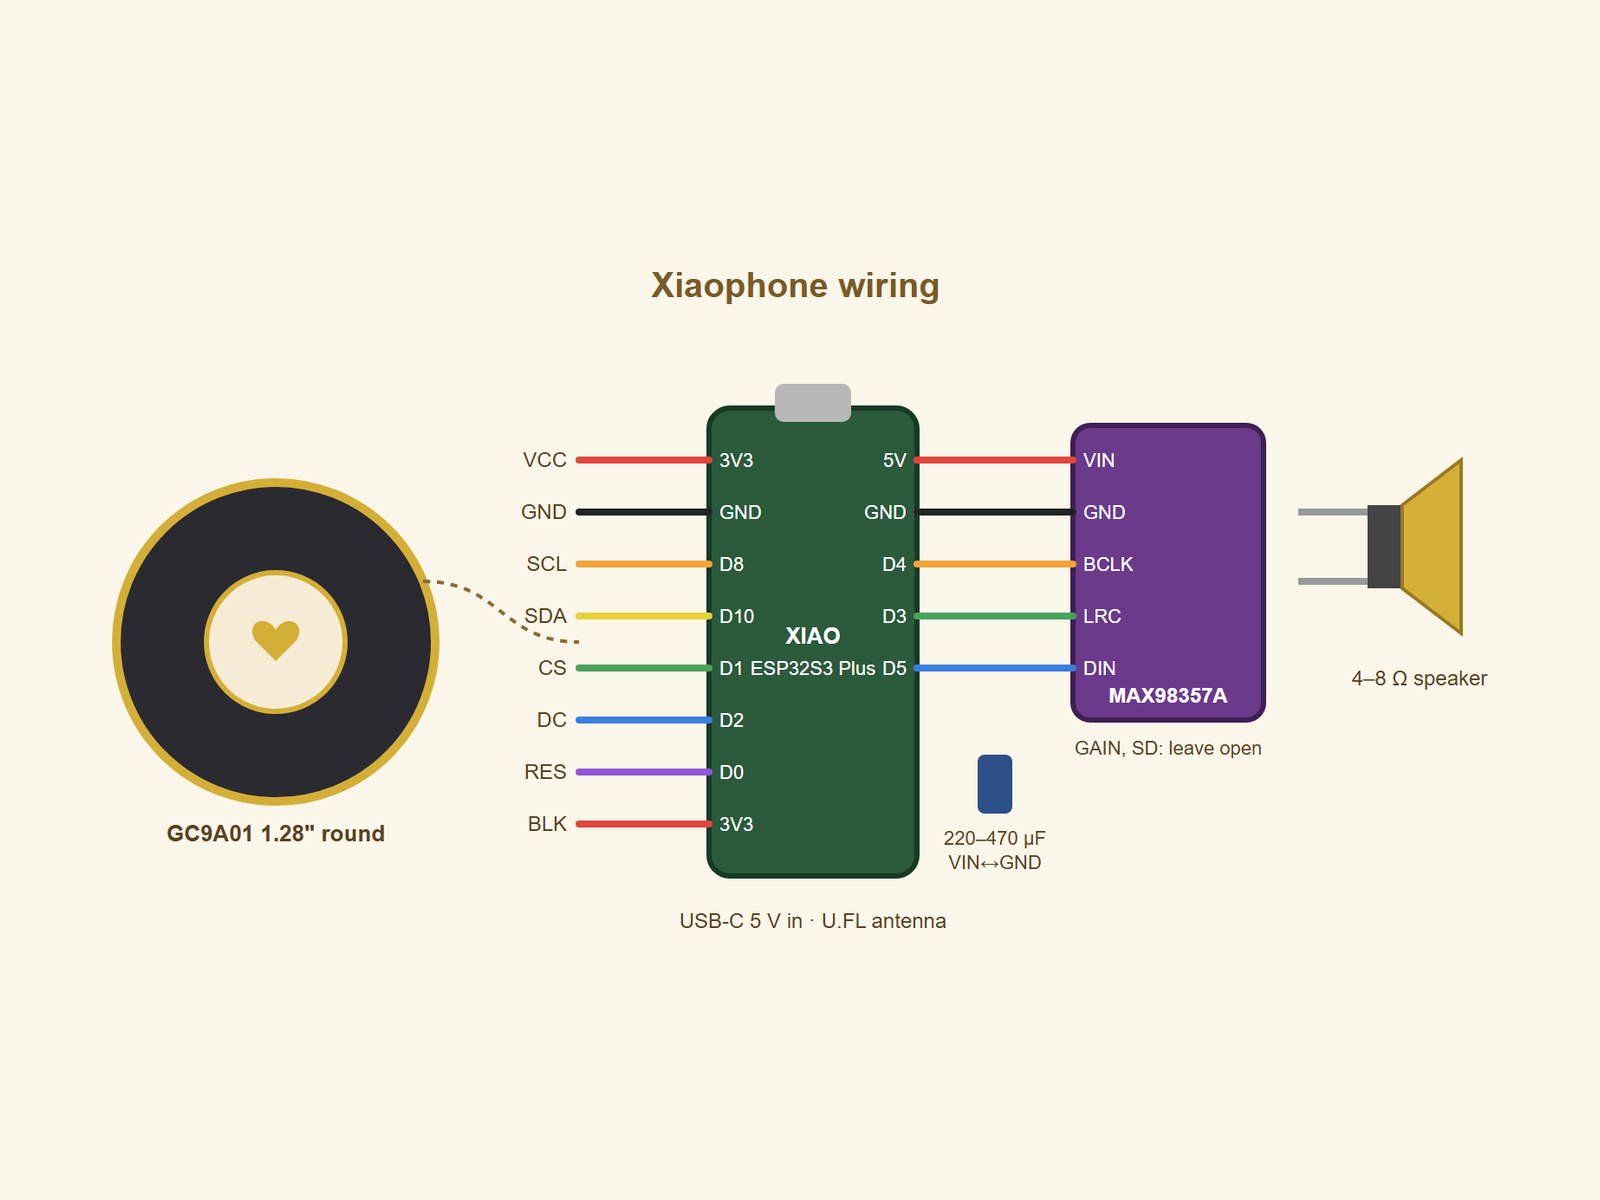 Xiaophone wiring
VCC 3V3 5V VIN
GND GND GND GND
SCL D8 D4 BCLK
SDA D10 D3 LRC
XIAO
CS D1 ESP32S3 Plus D5 DIN
MAX98357A
4–8 Ω speaker
DC D2
GAIN, SD: leave open
RES D0
BLK 3V3
GC9A01 1.28" round
220–470 µF
VIN↔GND
USB-C 5 V in · U.FL antenna